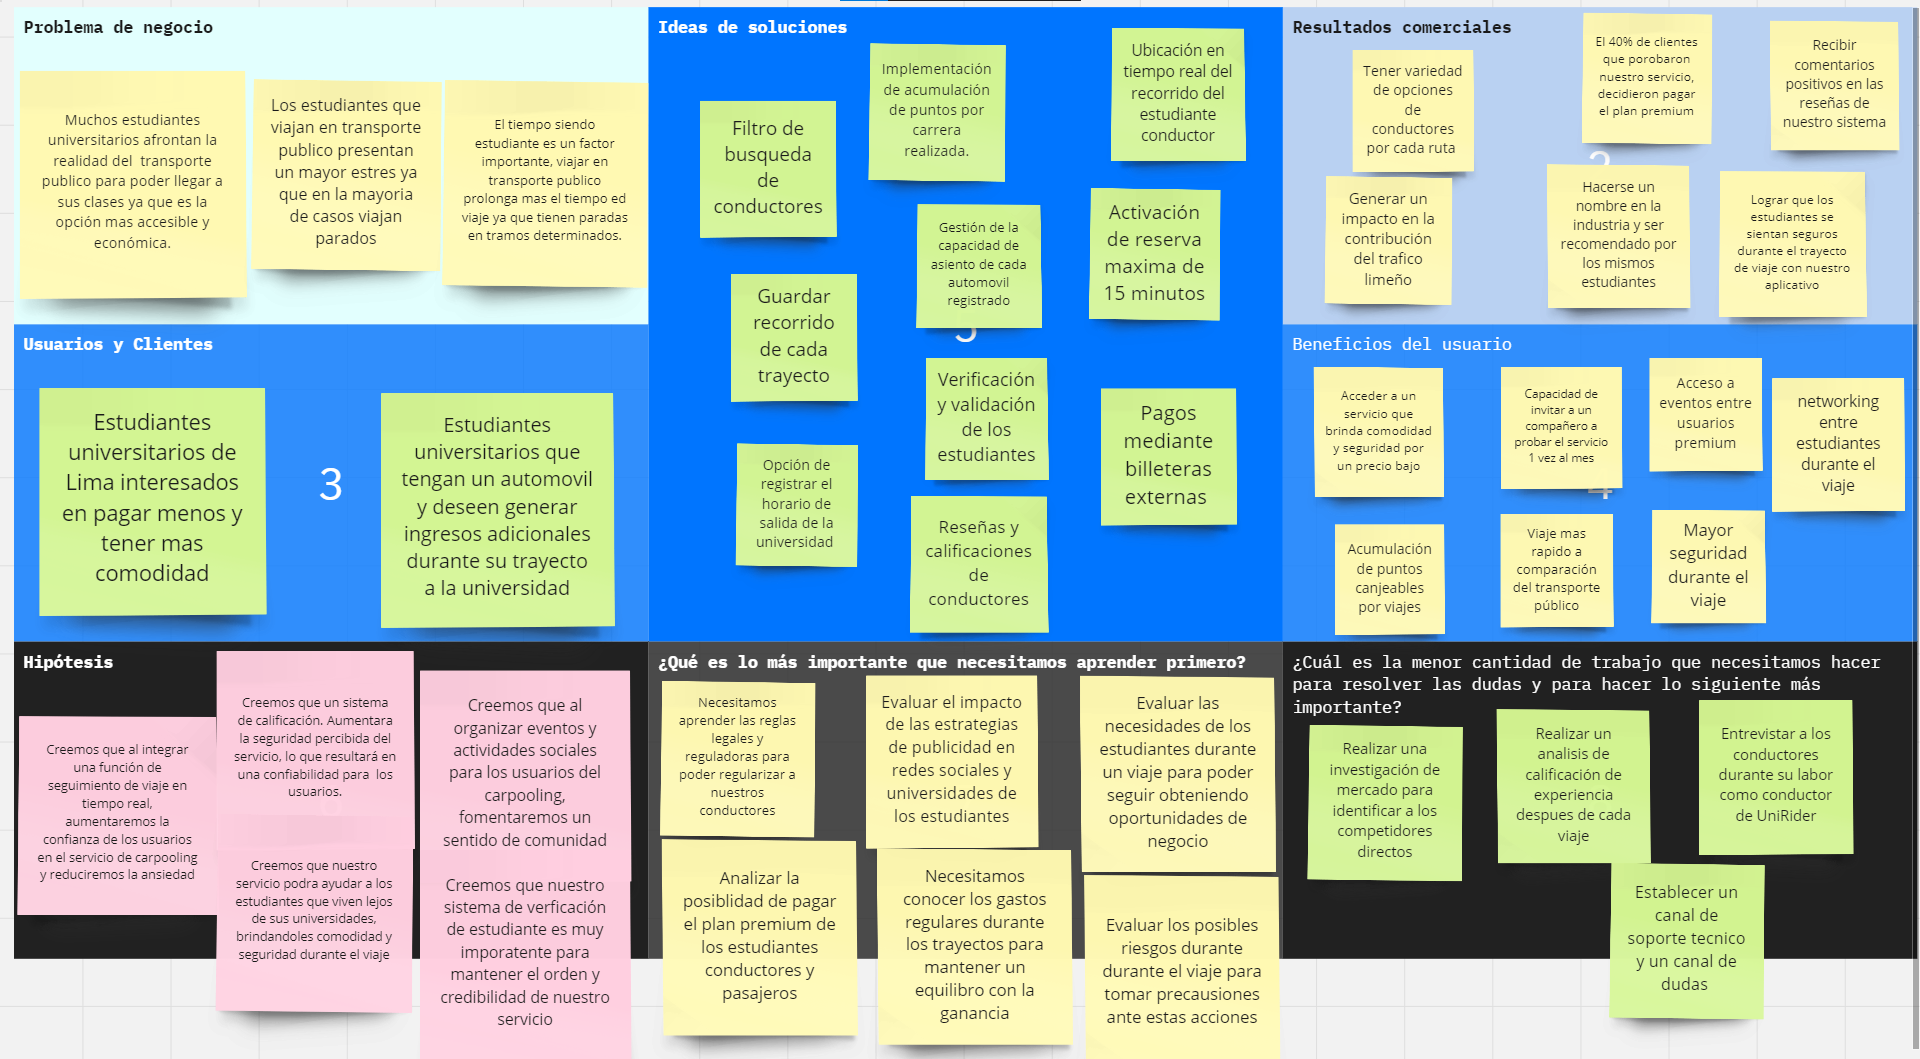 Problema de negocio
Muchos estudiantes
universitarios afrontan la
realidad del transporte
publico para poder llegar a
sus clases ya que es la
opción mas accesible y
económica.
Los estudiantes que
viajan en transporte
publico presentan
un mayor estres ya
que en la mayoria
de casos viajan
parados
El tiempo siendo
estudiante es un factor
importante, viajar en
transporte publico
prolonga mas el tiempo ed
viaje ya que tienen paradas
en tramos determinados.
Ideas de soluciones
Filtro de
busqueda
de
conductores
Implementación
de acumulación
de puntos por
carrera
realizada.
Ubicación en
tiempo real del
recorrido del
estudiante
conductor
Gestión de la
capacidad de
asiento de cada
automovil
registrado
Activación
de reserva
maxima de
15 minutos
Guardar
recorrido
de cada
trayecto
Verificación
y validación
de los
estudiantes
Pagos
mediante
billeteras
externas
Opción de
registrar el
horario de
salida de la
universidad
Reseñas y
calificaciones
de
conductores
Resultados comerciales
Tener variedad
de opciones
de
conductores
por cada ruta
El 40% de clientes
que porobaron
nuestro servicio,
decidieron pagar
el plan premium
Recibir
comentarios
positivos en las
reseñas de
nuestro sistema
Generar un
impacto en la
contribución
del trafico
limeño
Hacerse un
nombre en la
industria y ser
recomendado por
los mismos
estudiantes
Lograr que los
estudiantes se
sientan seguros
durante el trayecto
de viaje con nuestro
aplicativo
Usuarios y Clientes
Estudiantes
universitarios de
Lima interesados
en pagar menos y
tener mas
comodidad
3
Estudiantes
universitarios que
tengan un automovil
y deseen generar
ingresos adicionales
durante su trayecto
a la universidad
Beneficios del usuario
Acceder a un
servicio que
brinda comodidad
y seguridad por
un precio bajo
Capacidad de
invitar a un
compañero a
probar el servicio
1 vez al mes
Acceso a
eventos entre
usuarios
premium
networking
entre
estudiantes
durante el
viaje
Acumulación
de puntos
canjeables
por viajes
Viaje mas
rapido a
comparación
del transporte
público
Mayor
seguridad
durante el
viaje
Hipótesis
Creemos que al integrar
una función de
seguimiento de viaje en
tiempo real,
aumentaremos la
confianza de los usuarios
en el servicio de carpooling
y reduciremos la ansiedad
Creemos que un sistema
de calificación. Aumentara
la seguridad percibida del
servicio, lo que resultará en
una confiabilidad para los
usuarios.
Creemos que nuestro
servicio podra ayudar a los
estudiantes que viven lejos
de sus universidades,
brindandoles comodidad y
seguridad durante el viaje
Creemos que al
organizar eventos y
actividades sociales
para los usuarios del
carpooling,
fomentaremos un
sentido de comunidad
Creemos que nuestro
sistema de verficación
de estudiante es muy
imporatente para
mantener el orden y
credibilidad de nuestro
servicio
¿Qué es lo más importante que necesitamos aprender primero?
Necesitamos
aprender las reglas
legales y
reguladoras para
poder regularizar a
nuestros
conductores
Evaluar el impacto
de las estrategias
de publicidad en
redes sociales y
universidades de
los estudiantes
Evaluar las
necesidades de los
estudiantes durante
un viaje para poder
seguir obteniendo
oportunidades de
negocio
Analizar la
posiblidad de pagar
el plan premium de
los estudiantes
conductores y
pasajeros
Necesitamos
conocer los gastos
regulares durante
los trayectos para
mantener un
equilibro con la
ganancia
Evaluar los posibles
riesgos durante
durante el viaje para
tomar precausiones
ante estas acciones
¿Cuál es la menor cantidad de trabajo que necesitamos hacer
para resolver las dudas y para hacer lo siguiente más
importante?
Realizar una
investigación de
mercado para
identificar a los
competidores
directos
Realizar un
analisis de
calificación de
experiencia
despues de cada
viaje
Entrevistar a los
conductores
durante su labor
como conductor
de UniRider
Establecer un
canal de
soporte tecnico
y un canal de
dudas